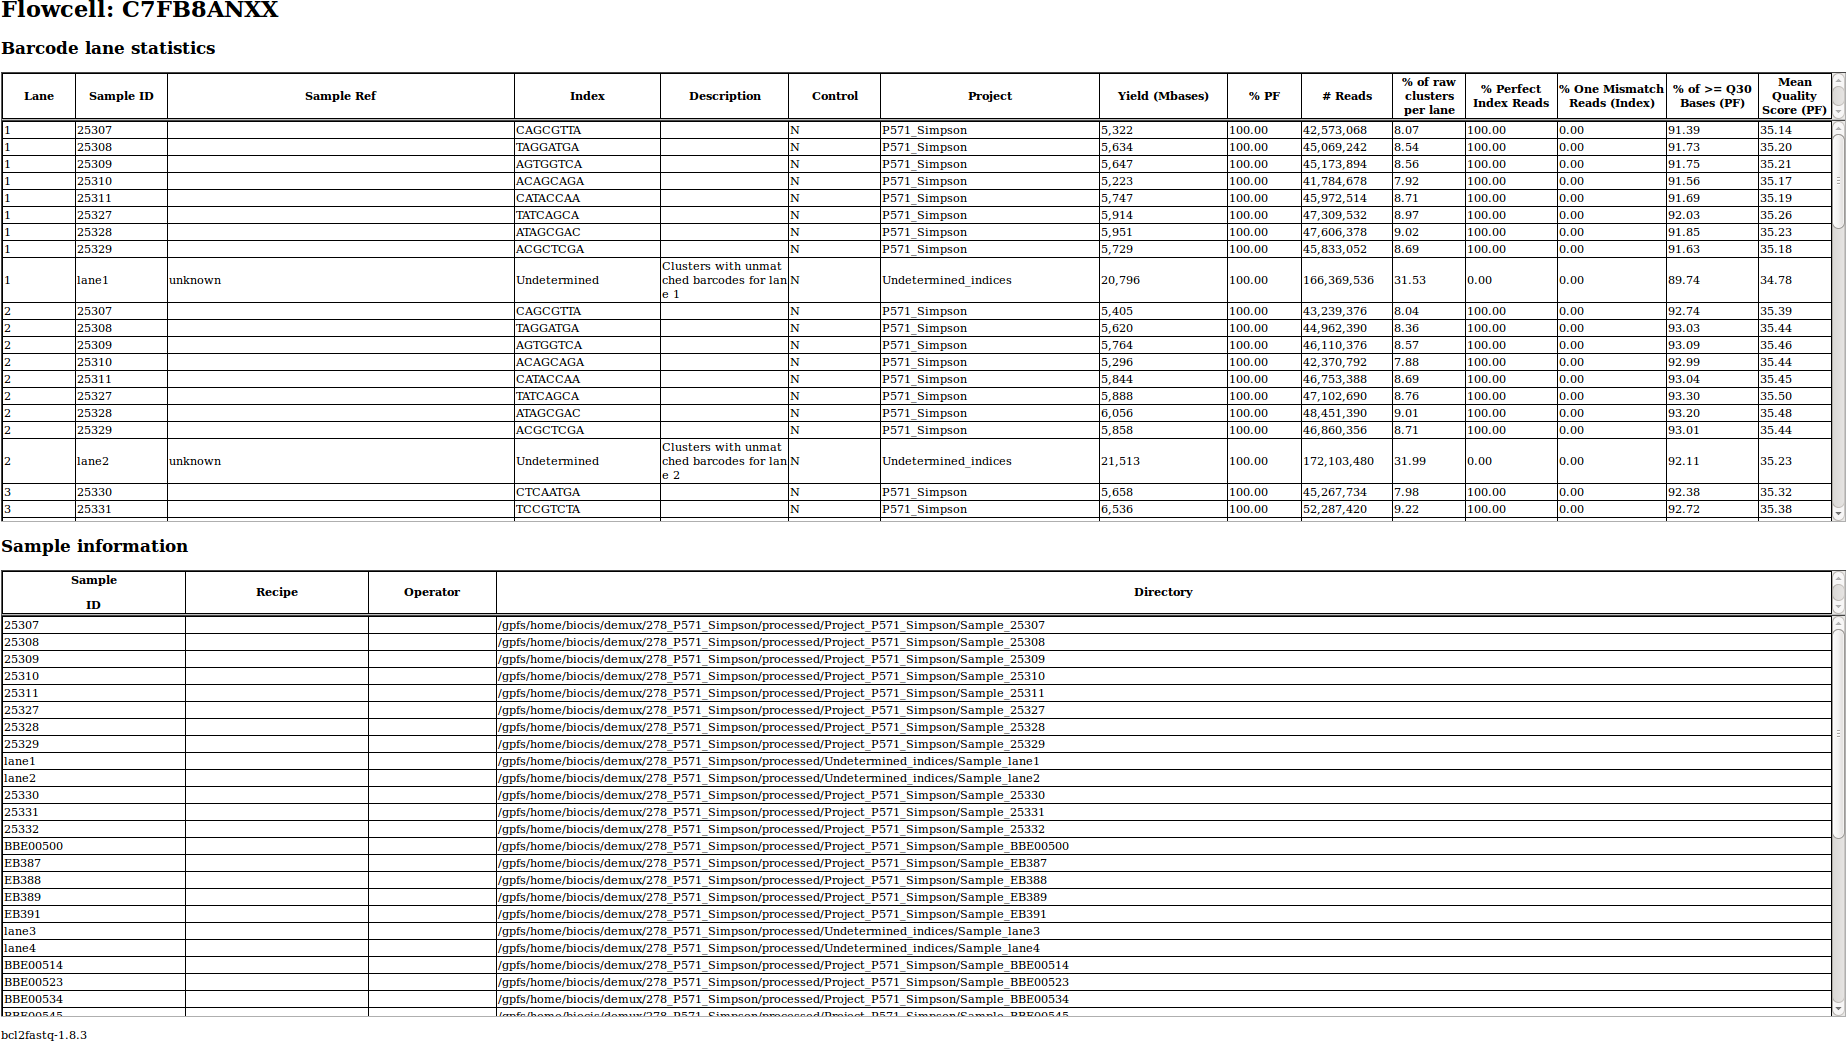 Flowcell: C7FB8ANXX
Barcode lane statistics
Lane Sample ID Sample Ref Index Description Control Project Yield (Mbases) % PF # Reads % of raw clusters per lane % Perfect Index Reads % One Mismatch Reads (Index) % of >= Q30 Bases (PF) Mean Quality Score (PF)
1 25307 CAGCGTTA N P571_Simpson 5,322 100.00 42,573,068 8.07 100.00 0.00 91.39 35.14
1 25308 TAGGATGA N P571_Simpson 5,634 100.00 45,069,242 8.54 100.00 0.00 91.73 35.20
1 25309 AGTGGTCA N P571_Simpson 5,647 100.00 45,173,894 8.56 100.00 0.00 91.75 35.21
1 25310 ACAGCAGA N P571_Simpson 5,223 100.00 41,784,678 7.92 100.00 0.00 91.56 35.17
1 25311 CATACCAA N P571_Simpson 5,747 100.00 45,972,514 8.71 100.00 0.00 91.69 35.19
1 25327 TATCAGCA N P571_Simpson 5,914 100.00 47,309,532 8.97 100.00 0.00 92.03 35.26
1 25328 ATAGCGAC N P571_Simpson 5,951 100.00 47,606,378 9.02 100.00 0.00 91.85 35.23
1 25329 ACGCTCGA N P571_Simpson 5,729 100.00 45,833,052 8.69 100.00 0.00 91.63 35.18
1 lane1 unknown Undetermined Clusters with unmatched barcodes for lane 1 N Undetermined_indices 20,796 100.00 166,369,536 31.53 0.00 0.00 89.74 34.78
2 25307 CAGCGTTA N P571_Simpson 5,405 100.00 43,239,376 8.04 100.00 0.00 92.74 35.39
2 25308 TAGGATGA N P571_Simpson 5,620 100.00 44,962,390 8.36 100.00 0.00 93.03 35.44
2 25309 AGTGGTCA N P571_Simpson 5,764 100.00 46,110,376 8.57 100.00 0.00 93.09 35.46
2 25310 ACAGCAGA N P571_Simpson 5,296 100.00 42,370,792 7.88 100.00 0.00 92.99 35.44
2 25311 CATACCAA N P571_Simpson 5,844 100.00 46,753,388 8.69 100.00 0.00 93.04 35.45
2 25327 TATCAGCA N P571_Simpson 5,888 100.00 47,102,690 8.76 100.00 0.00 93.30 35.50
2 25328 ATAGCGAC N P571_Simpson 6,056 100.00 48,451,390 9.01 100.00 0.00 93.20 35.48
2 25329 ACGCTCGA N P571_Simpson 5,858 100.00 46,860,356 8.71 100.00 0.00 93.01 35.44
2 lane2 unknown Undetermined Clusters with unmatched barcodes for lane 2 N Undetermined_indices 21,513 100.00 172,103,480 31.99 0.00 0.00 92.11 35.23
3 25330 CTCAATGA N P571_Simpson 5,658 100.00 45,267,734 7.98 100.00 0.00 92.38 35.32
3 25331 TCCGTCTA N P571_Simpson 6,536 100.00 52,287,420 9.22 100.00 0.00 92.72 35.38
Sample information
Sample ID Recipe Operator Directory
25307 /gpfs/home/biocis/demux/278_P571_Simpson/processed/Project_P571_Simpson/Sample_25307
25308 /gpfs/home/biocis/demux/278_P571_Simpson/processed/Project_P571_Simpson/Sample_25308
25309 /gpfs/home/biocis/demux/278_P571_Simpson/processed/Project_P571_Simpson/Sample_25309
25310 /gpfs/home/biocis/demux/278_P571_Simpson/processed/Project_P571_Simpson/Sample_25310
25311 /gpfs/home/biocis/demux/278_P571_Simpson/processed/Project_P571_Simpson/Sample_25311
25327 /gpfs/home/biocis/demux/278_P571_Simpson/processed/Project_P571_Simpson/Sample_25327
25328 /gpfs/home/biocis/demux/278_P571_Simpson/processed/Project_P571_Simpson/Sample_25328
25329 /gpfs/home/biocis/demux/278_P571_Simpson/processed/Project_P571_Simpson/Sample_25329
lane1 /gpfs/home/biocis/demux/278_P571_Simpson/processed/Undetermined_indices/Sample_lane1
lane2 /gpfs/home/biocis/demux/278_P571_Simpson/processed/Undetermined_indices/Sample_lane2
25330 /gpfs/home/biocis/demux/278_P571_Simpson/processed/Project_P571_Simpson/Sample_25330
25331 /gpfs/home/biocis/demux/278_P571_Simpson/processed/Project_P571_Simpson/Sample_25331
25332 /gpfs/home/biocis/demux/278_P571_Simpson/processed/Project_P571_Simpson/Sample_25332
BBE00500 /gpfs/home/biocis/demux/278_P571_Simpson/processed/Project_P571_Simpson/Sample_BBE00500
EB387 /gpfs/home/biocis/demux/278_P571_Simpson/processed/Project_P571_Simpson/Sample_EB387
EB388 /gpfs/home/biocis/demux/278_P571_Simpson/processed/Project_P571_Simpson/Sample_EB388
EB389 /gpfs/home/biocis/demux/278_P571_Simpson/processed/Project_P571_Simpson/Sample_EB389
EB391 /gpfs/home/biocis/demux/278_P571_Simpson/processed/Project_P571_Simpson/Sample_EB391
lane3 /gpfs/home/biocis/demux/278_P571_Simpson/processed/Undetermined_indices/Sample_lane3
lane4 /gpfs/home/biocis/demux/278_P571_Simpson/processed/Undetermined_indices/Sample_lane4
BBE00514 /gpfs/home/biocis/demux/278_P571_Simpson/processed/Project_P571_Simpson/Sample_BBE00514
BBE00523 /gpfs/home/biocis/demux/278_P571_Simpson/processed/Project_P571_Simpson/Sample_BBE00523
BBE00534 /gpfs/home/biocis/demux/278_P571_Simpson/processed/Project_P571_Simpson/Sample_BBE00534
BBE00545 /gpfs/home/biocis/demux/278_P571_Simpson/processed/Project_P571_Simpson/Sample_BBE00545
bcl2fastq-1.8.3